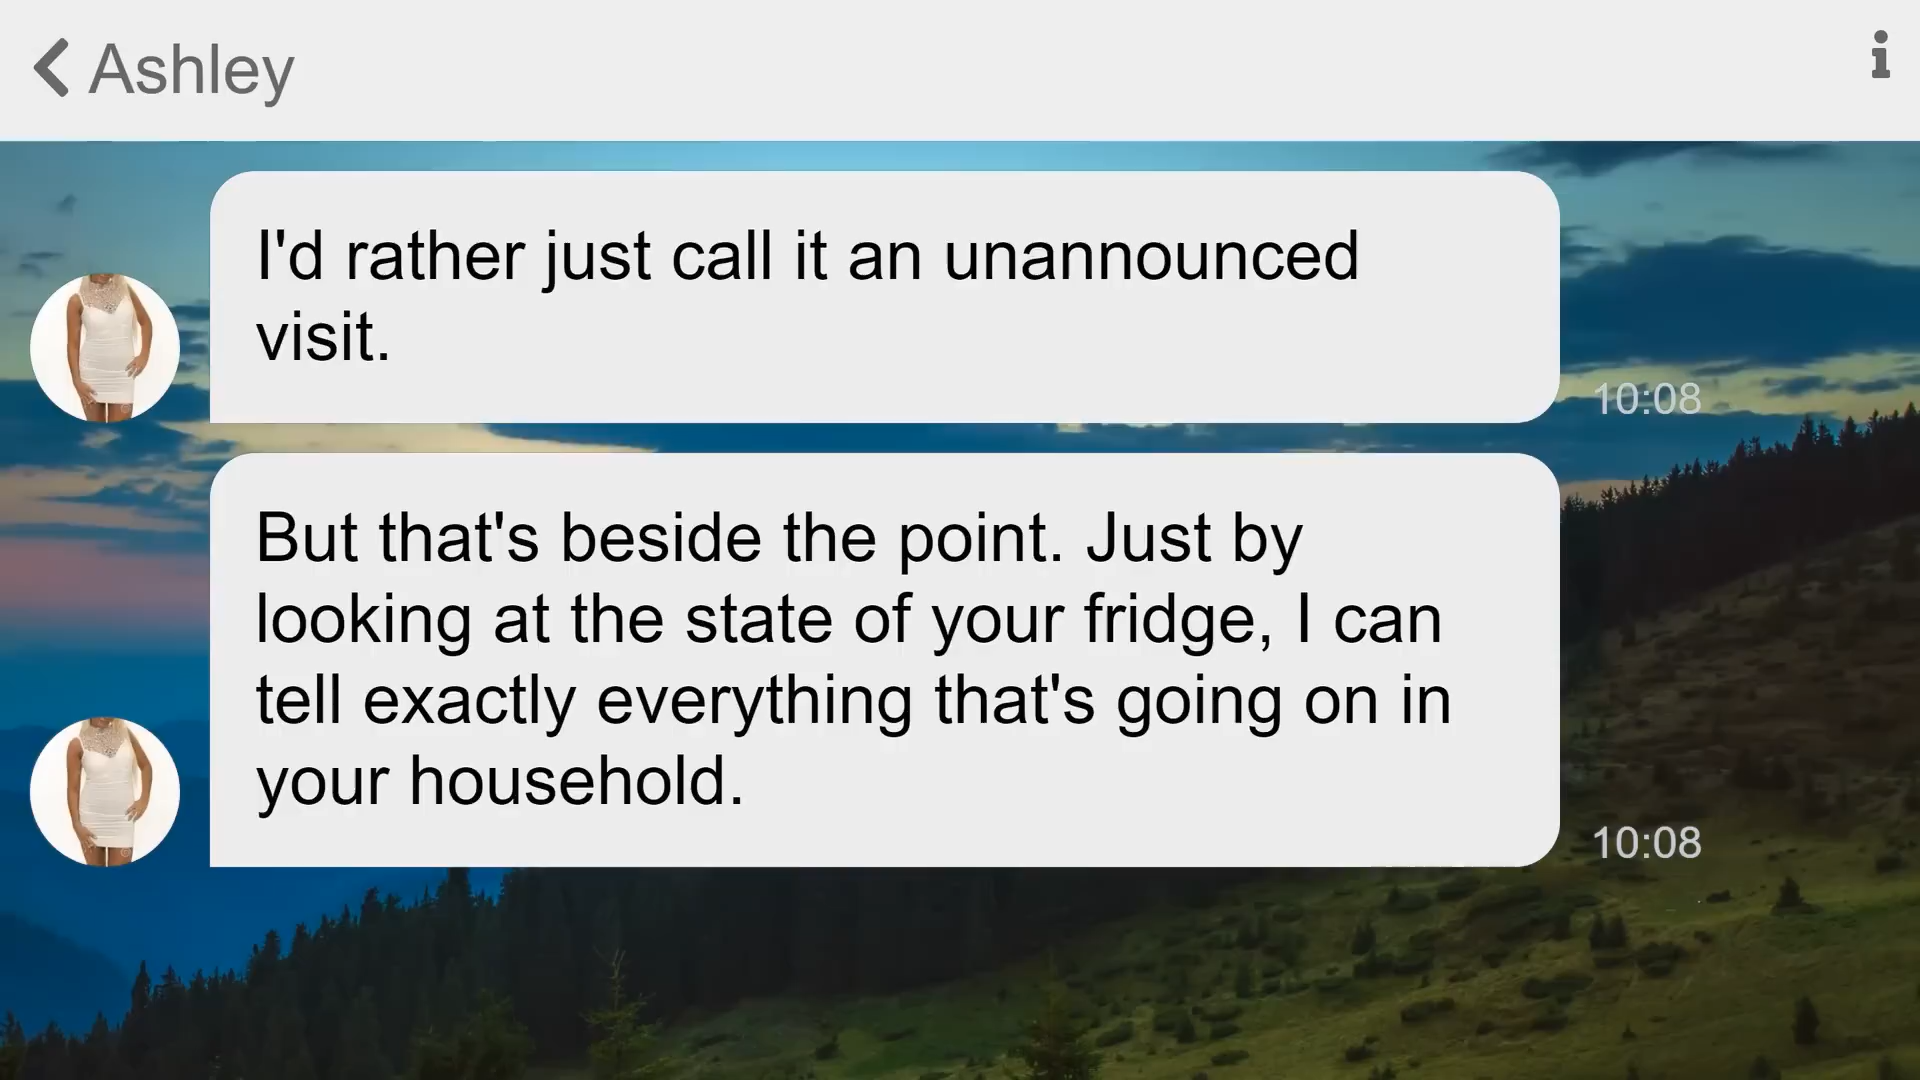 Ashley
I'd rather just call it an unannounced
visit.
10:08
But that's beside the point. Just by
looking at the state of your fridge, I can
tell exactly everything that's going on in
your household.
10:08